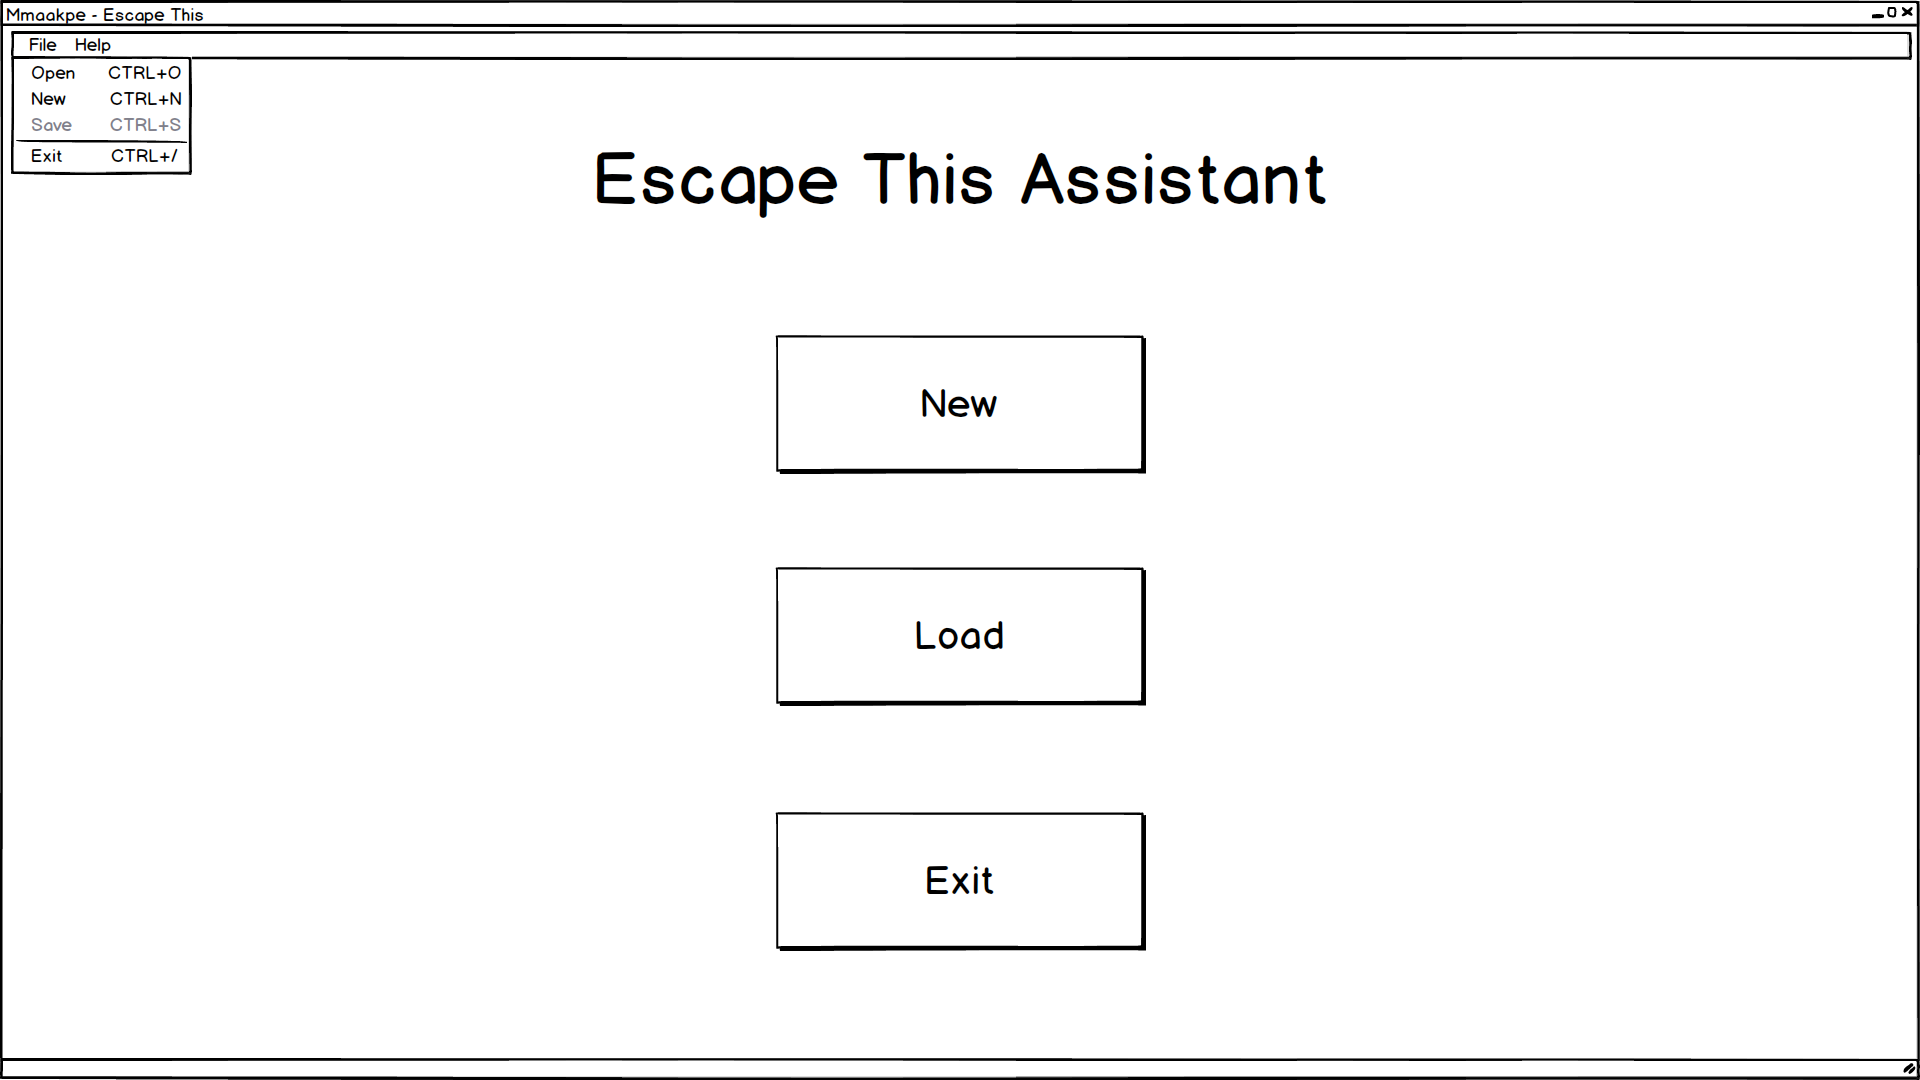 Mmaakpe - Escape This
File Help
Open CTRL+O
New CTRL+N
Save CTRL+S
Exit CTRL+/
Escape This Assistant
New
Load
Exit